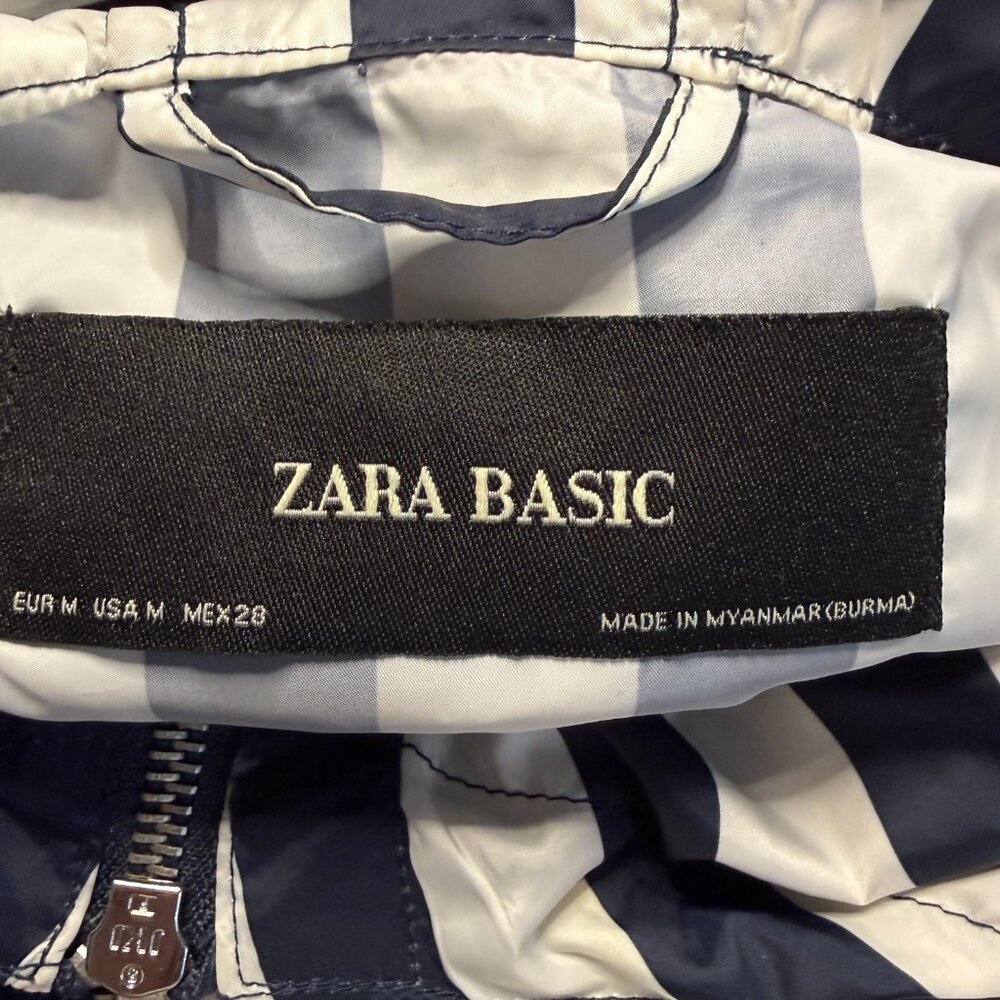 ZARA BASIC
EUR M USA M MEX 28
MADE IN MYANMAR (BURMA)